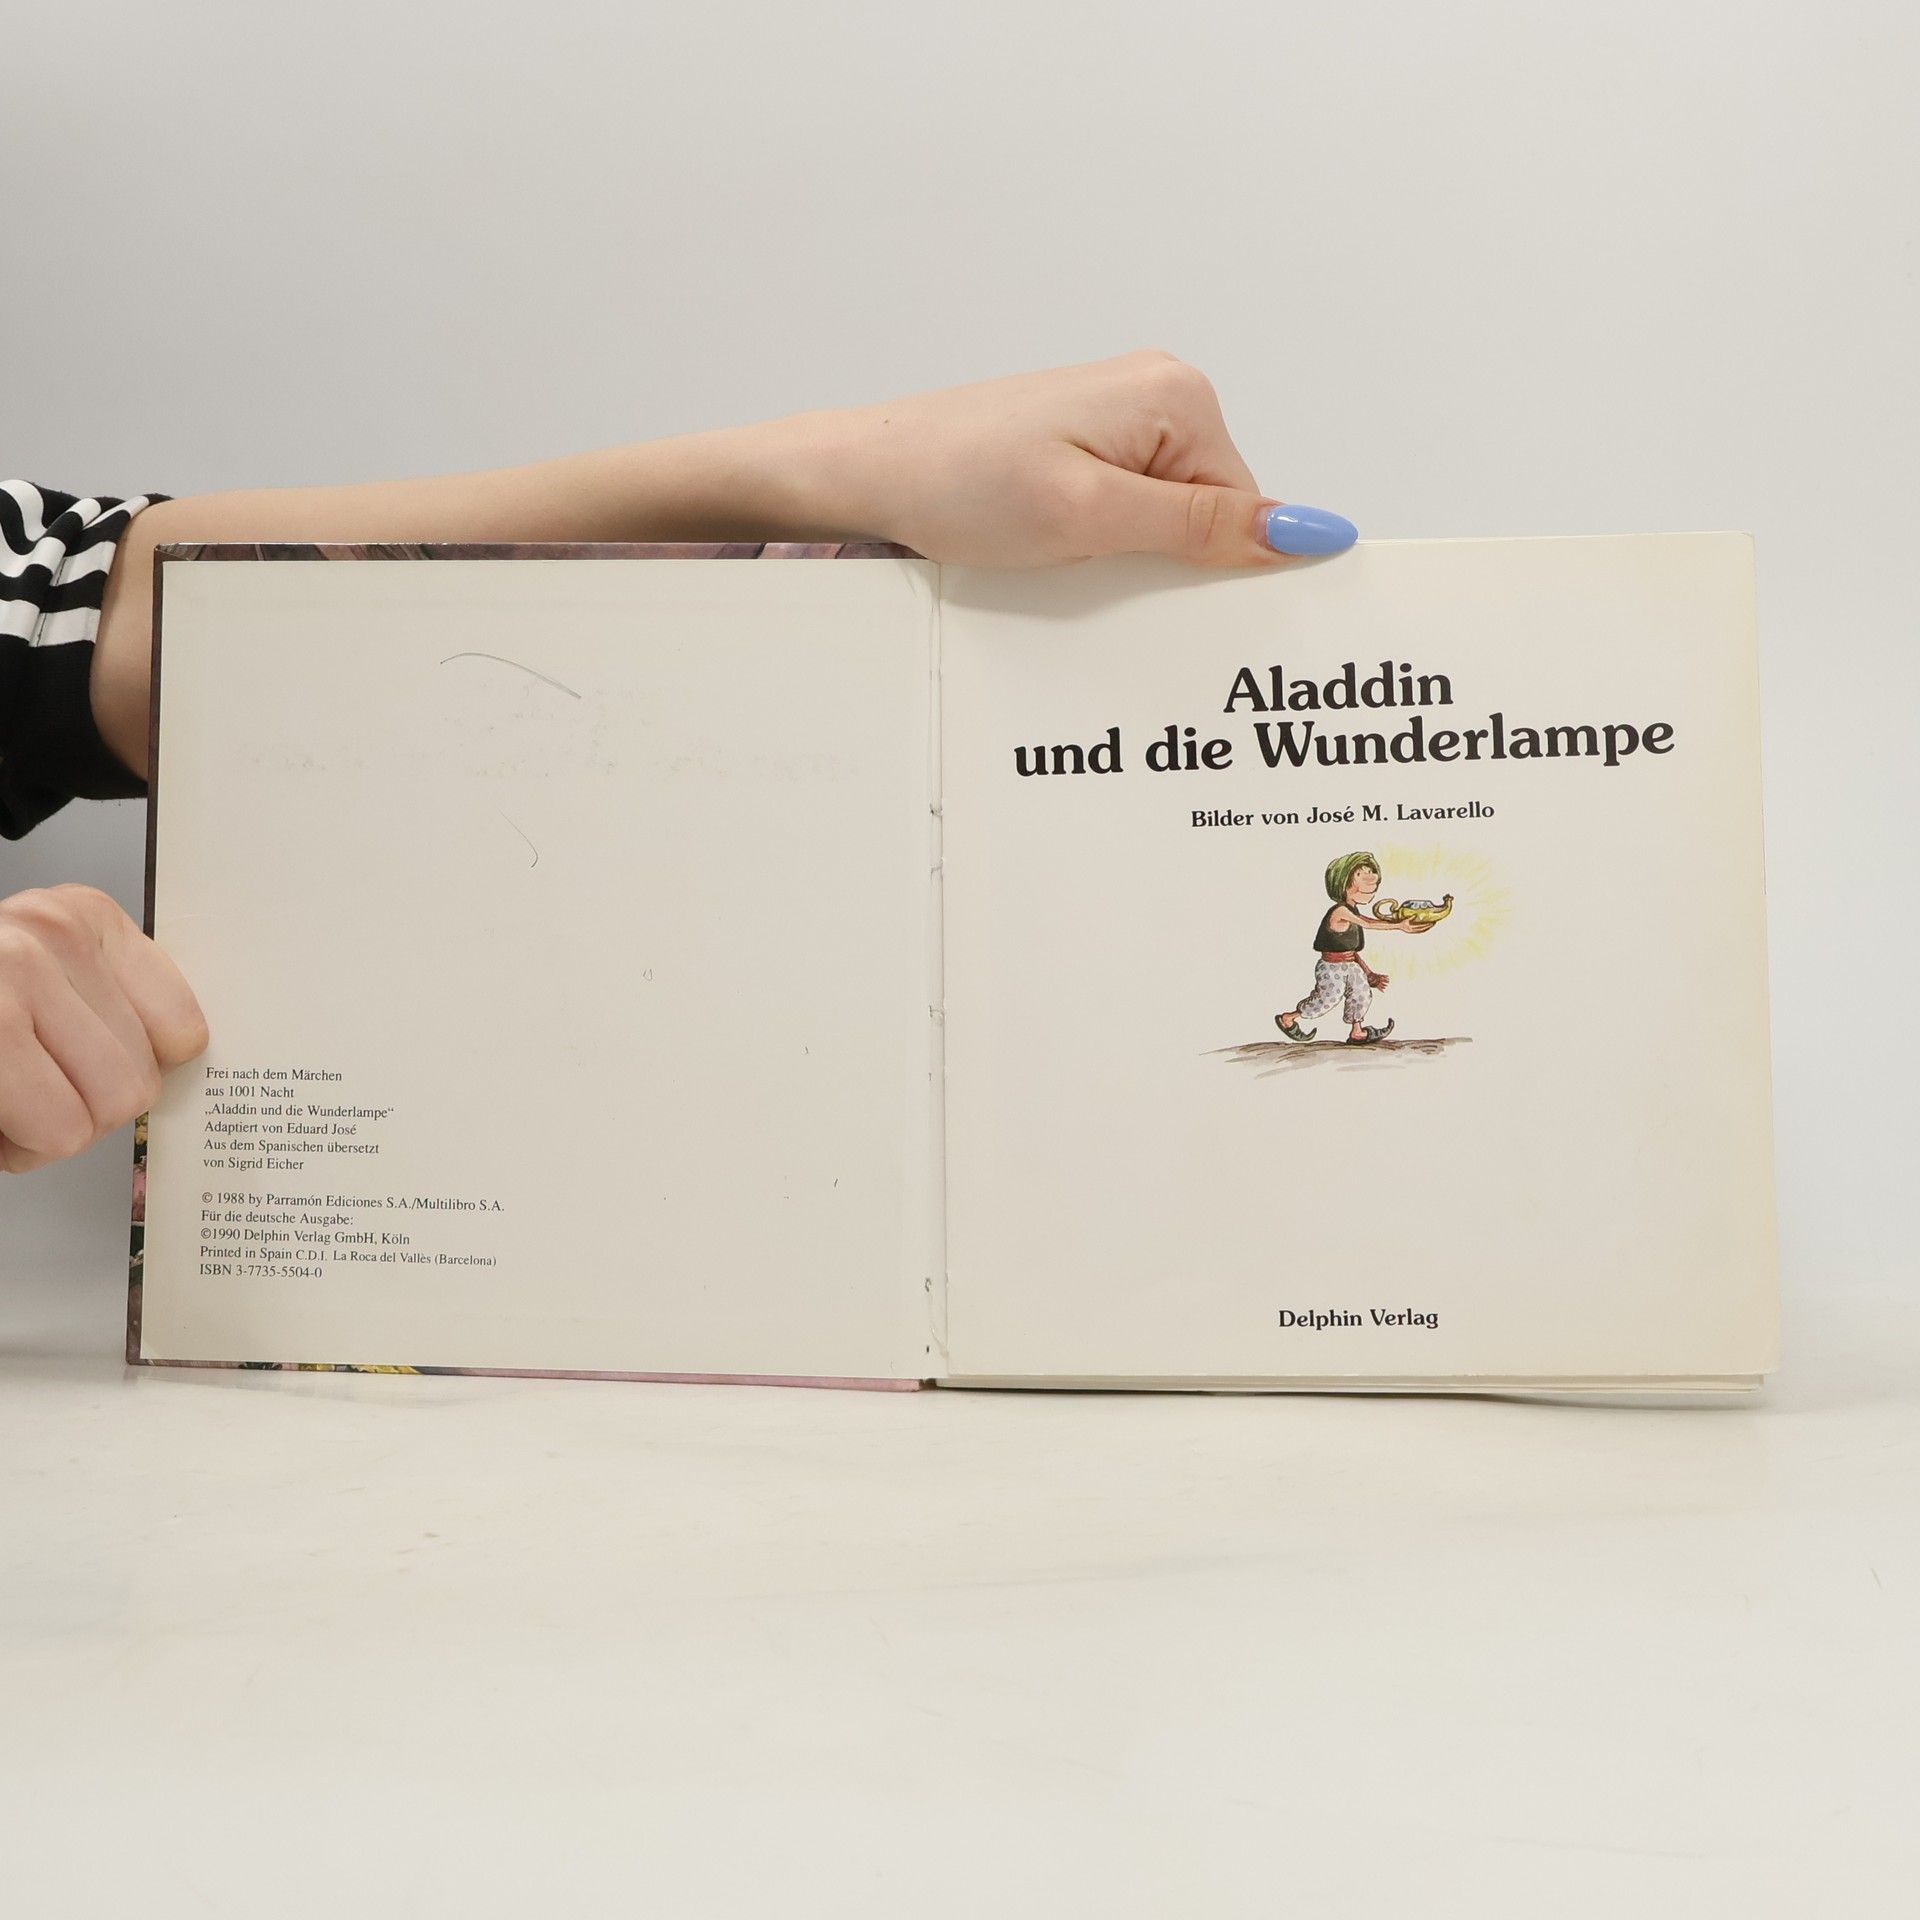 Frei nach dem Märchen
aus 1001 Nacht
„Aladdin und die Wunderlampe“
Adaptiert von Eduard José
Aus dem Spanischen übersetzt
von Sigrid Eicher
© 1988 by Parramón Ediciones S.A./Multilibro S.A.
Für die deutsche Ausgabe:
©1990 Delphin Verlag GmbH, Köln
Printed in Spain C.D.I. La Roca del Vallès (Barcelona)
ISBN 3-7735-5504-0
Aladdin
und die Wunderlampe
Bilder von José M. Lavarello
Delphin Verlag